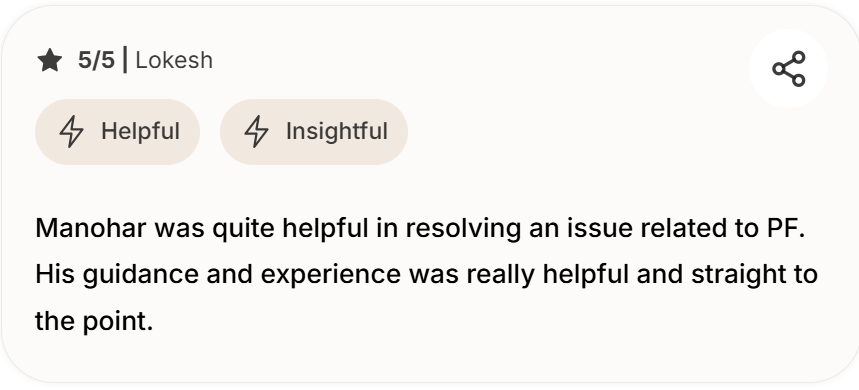 5/5 | Lokesh
Helpful Insightful
Manohar was quite helpful in resolving an issue related to PF.
His guidance and experience was really helpful and straight to
the point.